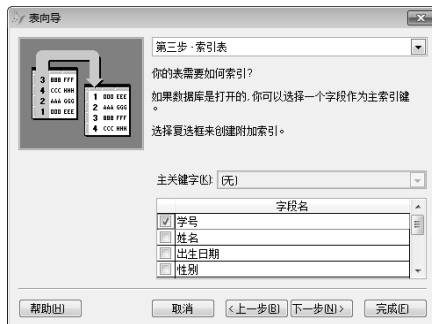 表向导
第三步 - 索引表
你的表需要如何索引?
如果数据库是打开的，你可以选择一个字段作为主索引键
。
选择复选框来创建附加索引。
主关键字(K): (无)
字段名
学号
姓名
出生日期
性别
3 BBB FFF
4 CCC HHH
2 AAA GGG
1 DDD EEE
1 DDD EEE
2 AAA GGG
3 BBB FFF
4 CCC HHH
帮助(H) 取消 <上一步(B) 下一步(N)> 完成(F)